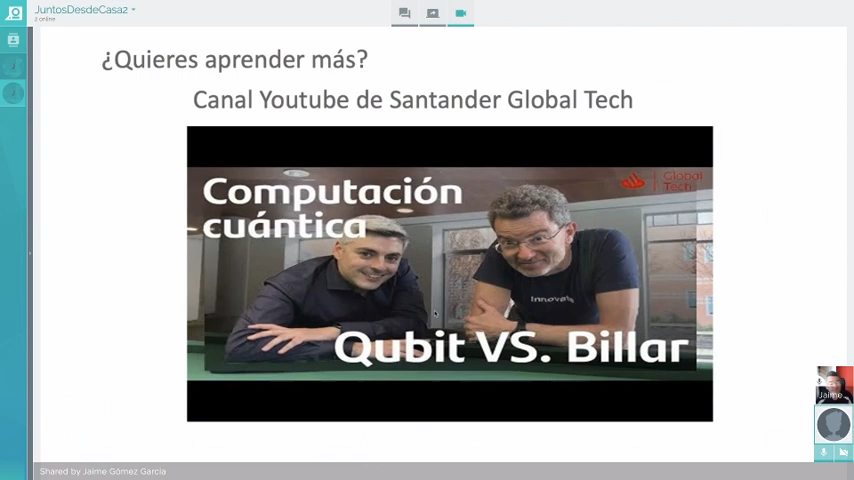 JuntosDesdeCasa2
2 online
¿Quieres aprender más?
Canal Youtube de Santander Global Tech
Computación
cuántica
Global
Tech
Innovate
Qubit VS. Billar
Jaime...
Shared by Jaime Gómez García